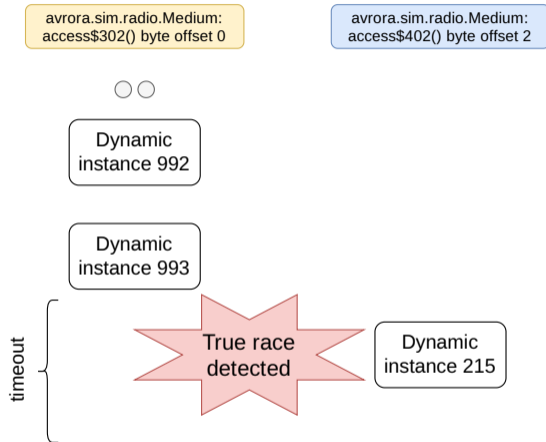 avrora.sim.radio.Medium:
access$302() byte offset 0
avrora.sim.radio.Medium:
access$402() byte offset 2
Dynamic
instance 992
Dynamic
instance 993
timeout
True race
detected
Dynamic
instance 215